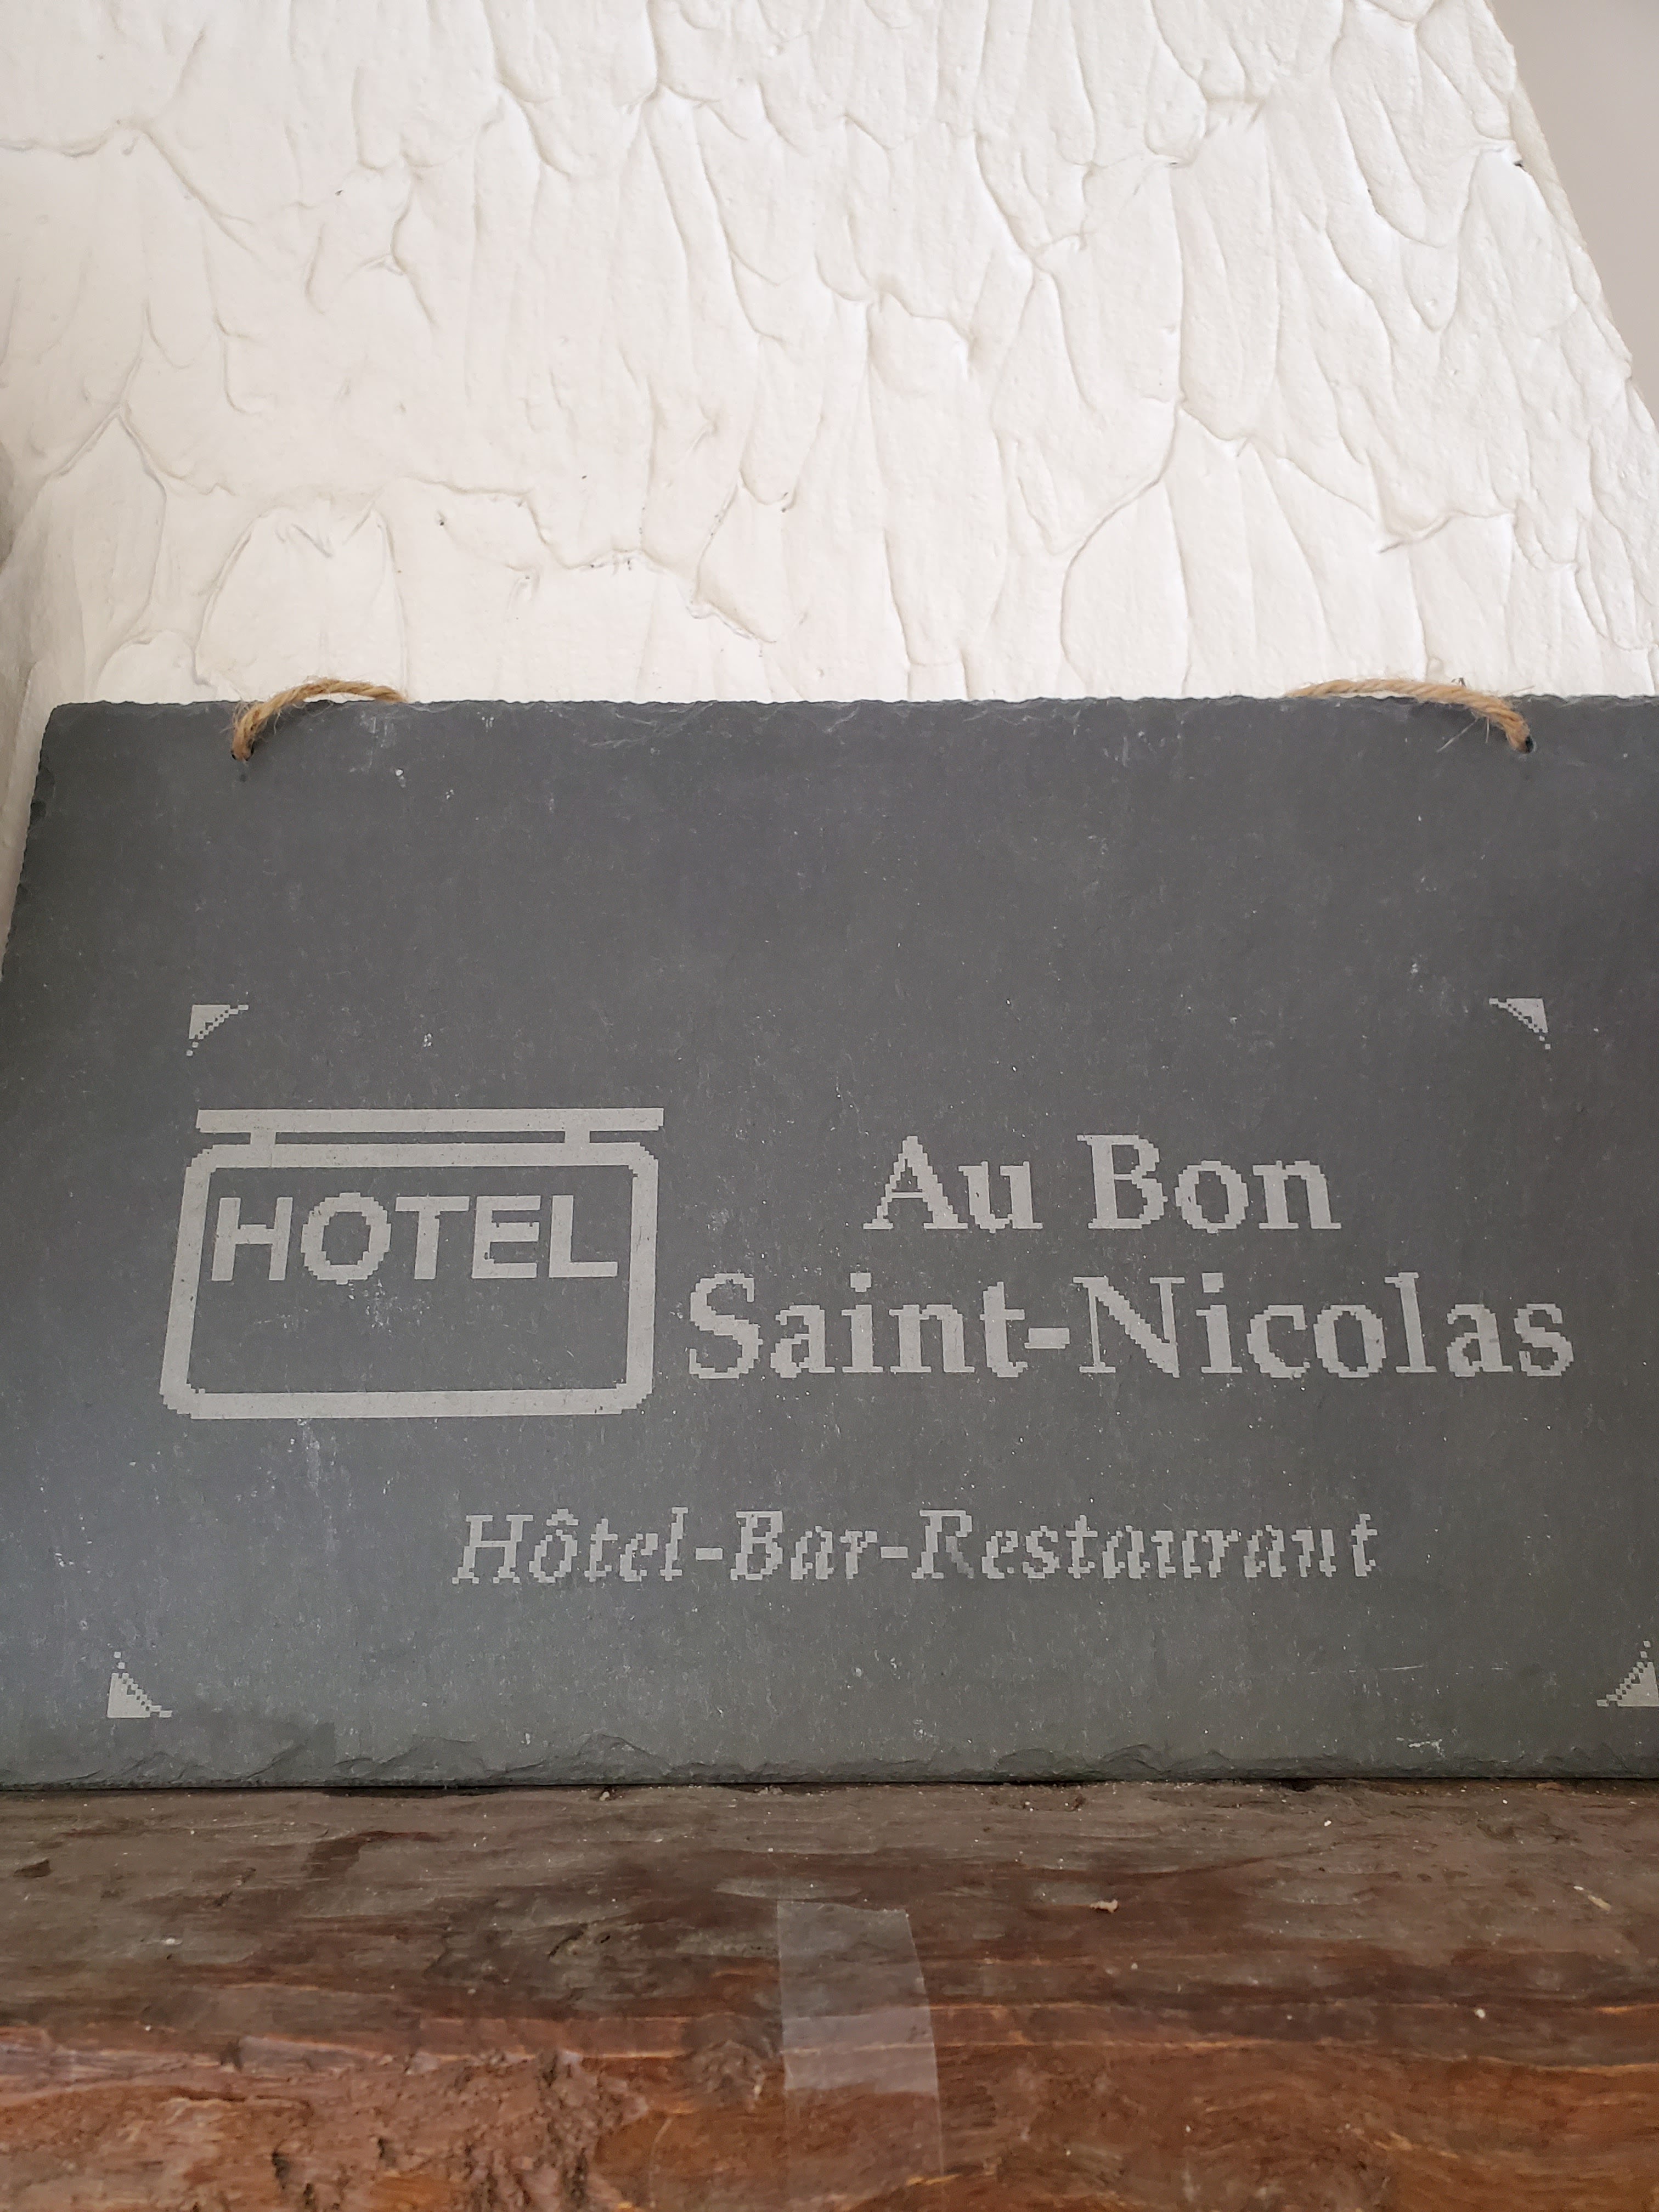 HOTEL
Au Bon
Saint-Nicolas
Hôtel-Bar-Restaurant